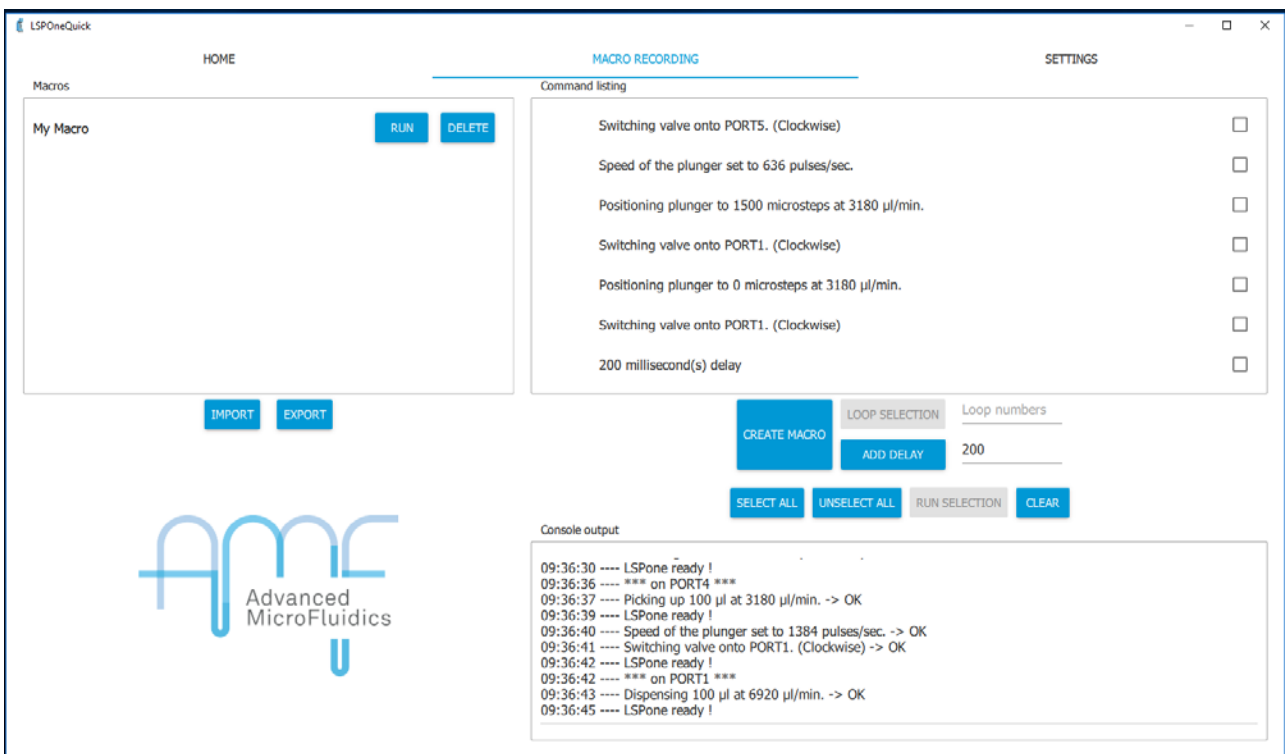 LSPOneQuick
HOME
MACRO RECORDING
SETTINGS
Macros
My Macro
RUN
DELETE
IMPORT
EXPORT
Command listing
Switching valve onto PORT5. (Clockwise)
Speed of the plunger set to 636 pulses/sec.
Positioning plunger to 1500 microsteps at 3180 µl/min.
Switching valve onto PORT1. (Clockwise)
Positioning plunger to 0 microsteps at 3180 µl/min.
Switching valve onto PORT1. (Clockwise)
200 millisecond(s) delay
CREATE MACRO
LOOP SELECTION
Loop numbers
ADD DELAY
200
SELECT ALL
UNSELECT ALL
RUN SELECTION
CLEAR
AMF
Advanced
MicroFluidics
Console output
09:36:30 ---- LSPone ready !
09:36:36 ---- *** on PORT4 ***
09:36:37 ---- Picking up 100 µl at 3180 µl/min. -> OK
09:36:39 ---- LSPone ready !
09:36:40 ---- Speed of the plunger set to 1384 pulses/sec. -> OK
09:36:41 ---- Switching valve onto PORT1. (Clockwise) -> OK
09:36:42 ---- LSPone ready !
09:36:42 ---- *** on PORT1 ***
09:36:43 ---- Dispensing 100 µl at 6920 µl/min. -> OK
09:36:45 ---- LSPone ready !